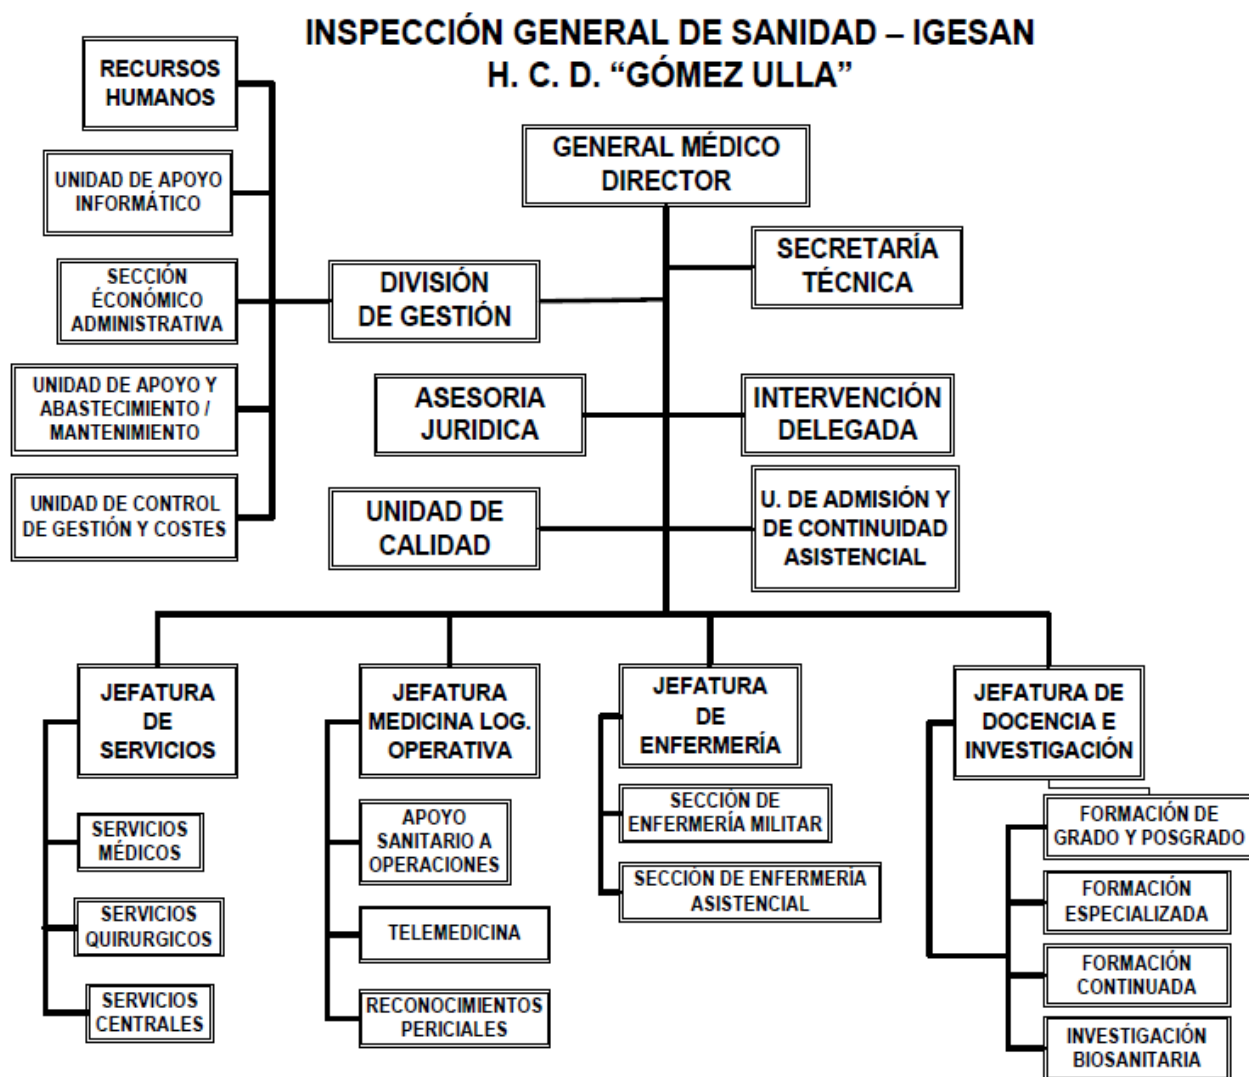 INSPECCIÓN GENERAL DE SANIDAD – IGESAN
H. C. D. “GÓMEZ ULLA”
RECURSOS
HUMANOS
UNIDAD DE APOYO
INFORMÁTICO
SECCIÓN
ÉCONÓMICO
ADMINISTRATIVA
UNIDAD DE APOYO Y
ABASTECIMIENTO /
MANTENIMIENTO
UNIDAD DE CONTROL
DE GESTIÓN Y COSTES
GENERAL MÉDICO
DIRECTOR
SECRETARÍA
TÉCNICA
DIVISIÓN
DE GESTIÓN
ASESORIA
JURIDICA
INTERVENCIÓN
DELEGADA
UNIDAD DE
CALIDAD
U. DE ADMISIÓN Y
DE CONTINUIDAD
ASISTENCIAL
JEFATURA
DE
SERVICIOS
SERVICIOS
MÉDICOS
SERVICIOS
QUIRURGICOS
SERVICIOS
CENTRALES
JEFATURA
MEDICINA LOG.
OPERATIVA
APOYO
SANITARIO A
OPERACIONES
TELEMEDICINA
RECONOCIMIENTOS
PERICIALES
JEFATURA
DE
ENFERMERÍA
SECCIÓN DE
ENFERMERÍA MILITAR
SECCIÓN DE ENFERMERÍA
ASISTENCIAL
JEFATURA DE
DOCENCIA E
INVESTIGACIÓN
FORMACIÓN DE
GRADO Y POSGRADO
FORMACIÓN
ESPECIALIZADA
FORMACIÓN
CONTINUADA
INVESTIGACIÓN
BIOSANITARIA